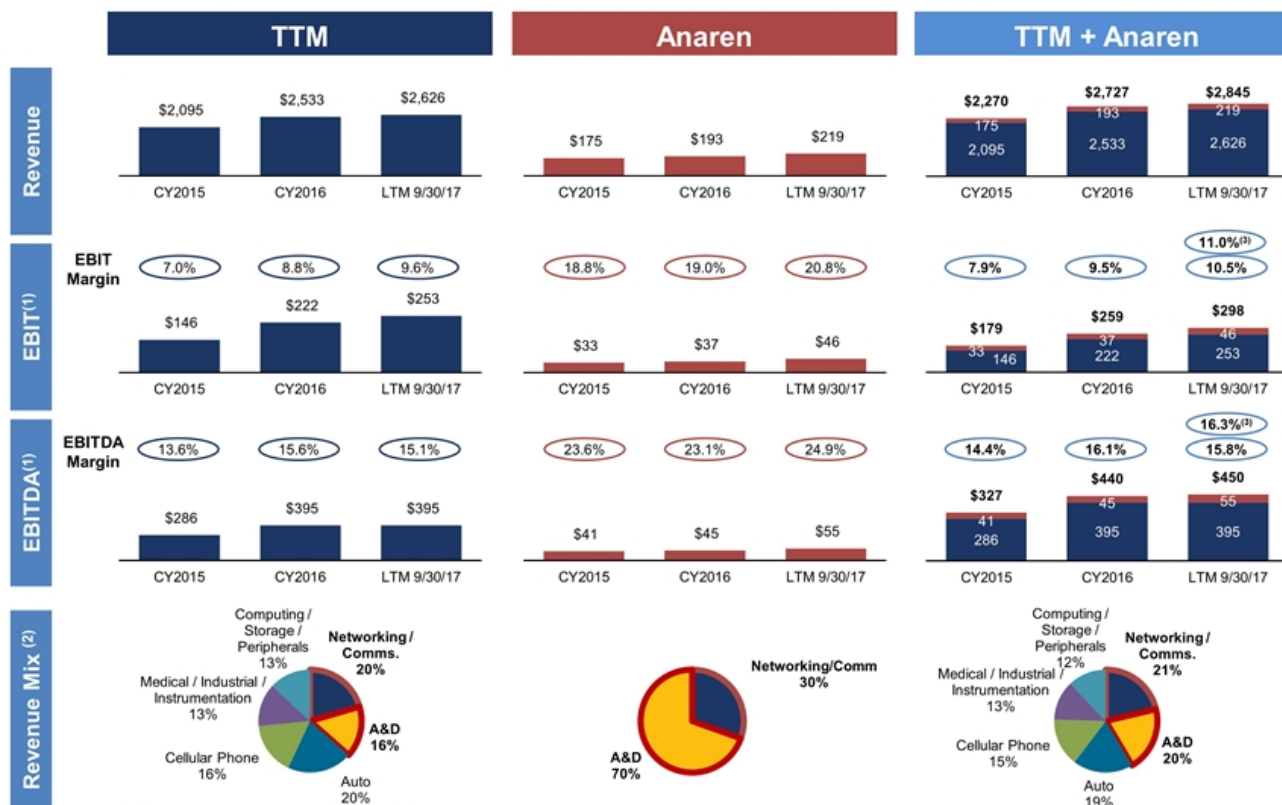 TTM
Anaren
TTM + Anaren
Revenue
$2,095
$2,533
$2,626
CY2015
CY2016
LTM 9/30/17
$175
$193
$219
CY2015
CY2016
LTM 9/30/17
$2,270
$2,727
$2,845
175
193
219
2,095
2,533
2,626
CY2015
CY2016
LTM 9/30/17
EBIT(1)
EBIT
Margin
7.0%
8.8%
9.6%
$146
$222
$253
CY2015
CY2016
LTM 9/30/17
18.8%
19.0%
20.8%
$33
$37
$46
CY2015
CY2016
LTM 9/30/17
11.0%(3)
7.9%
9.5%
10.5%
$179
$259
$298
33
37
46
146
222
253
CY2015
CY2016
LTM 9/30/17
EBITDA(1)
EBITDA
Margin
13.6%
15.6%
15.1%
$286
$395
$395
CY2015
CY2016
LTM 9/30/17
23.6%
23.1%
24.9%
$41
$45
$55
CY2015
CY2016
LTM 9/30/17
16.3%(3)
14.4%
16.1%
15.8%
$327
$440
$450
41
45
55
286
395
395
CY2015
CY2016
LTM 9/30/17
Revenue Mix (2)
Computing /
Storage /
Peripherals
13%
Networking /
Comms.
20%
Medical / Industrial /
Instrumentation
13%
A&D
16%
Cellular Phone
16%
Auto
20%
Networking/Comm
30%
A&D
70%
Computing /
Storage /
Peripherals
12%
Networking /
Comms.
21%
Medical / Industrial /
Instrumentation
13%
A&D
20%
Cellular Phone
15%
Auto
19%